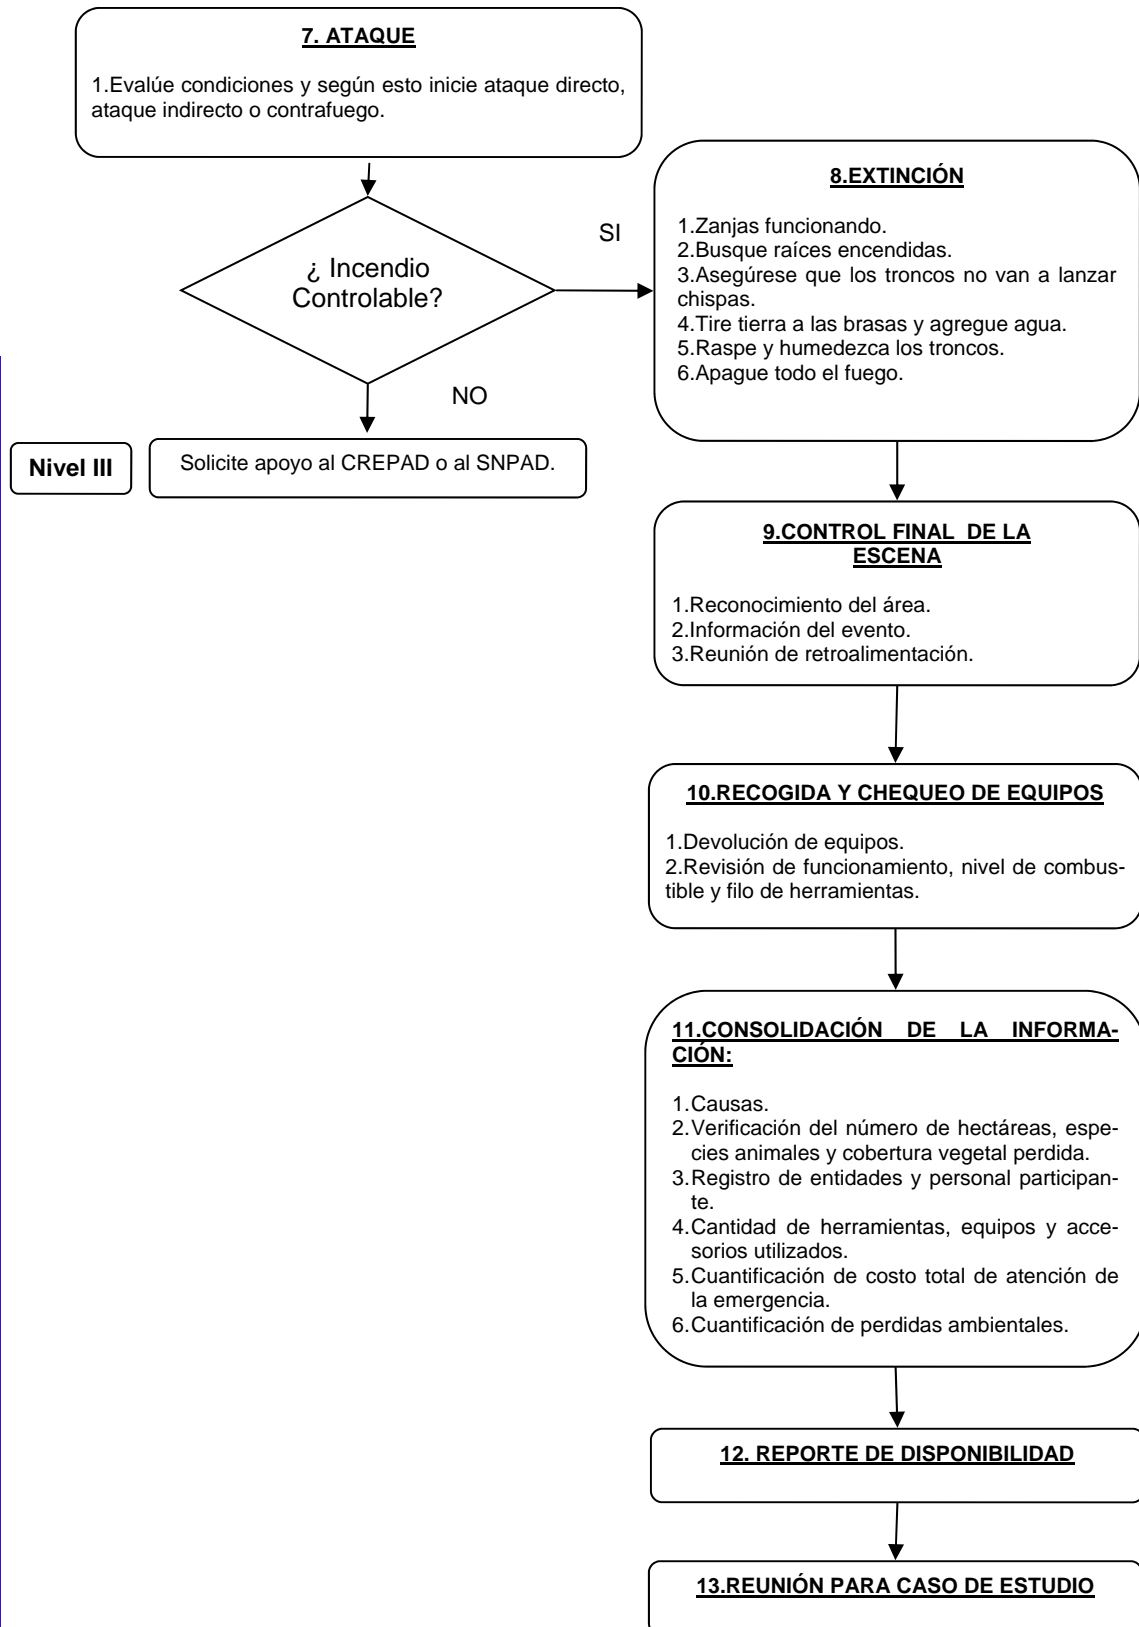 7. ATAQUE
1.Evalúe condiciones y según esto inicie ataque directo,
ataque indirecto o contrafuego.
¿ Incendio
Controlable?
SI
NO
Nivel III
Solicite apoyo al CREPAD o al SNPAD.
8.EXTINCIÓN
1.Zanjas funcionando.
2.Busque raíces encendidas.
3.Asegúrese que los troncos no van a lanzar
chispas.
4.Tire tierra a las brasas y agregue agua.
5.Raspe y humedezca los troncos.
6.Apague todo el fuego.
9.CONTROL FINAL DE LA
ESCENA
1.Reconocimiento del área.
2.Información del evento.
3.Reunión de retroalimentación.
10.RECOGIDA Y CHEQUEO DE EQUIPOS
1.Devolución de equipos.
2.Revisión de funcionamiento, nivel de combus-
tible y filo de herramientas.
11.CONSOLIDACIÓN DE LA INFORMA-
CIÓN:
1.Causas.
2.Verificación del número de hectáreas, espe-
cies animales y cobertura vegetal perdida.
3.Registro de entidades y personal participan-
te.
4.Cantidad de herramientas, equipos y acce-
sorios utilizados.
5.Cuantificación de costo total de atención de
la emergencia.
6.Cuantificación de perdidas ambientales.
12. REPORTE DE DISPONIBILIDAD
13.REUNIÓN PARA CASO DE ESTUDIO